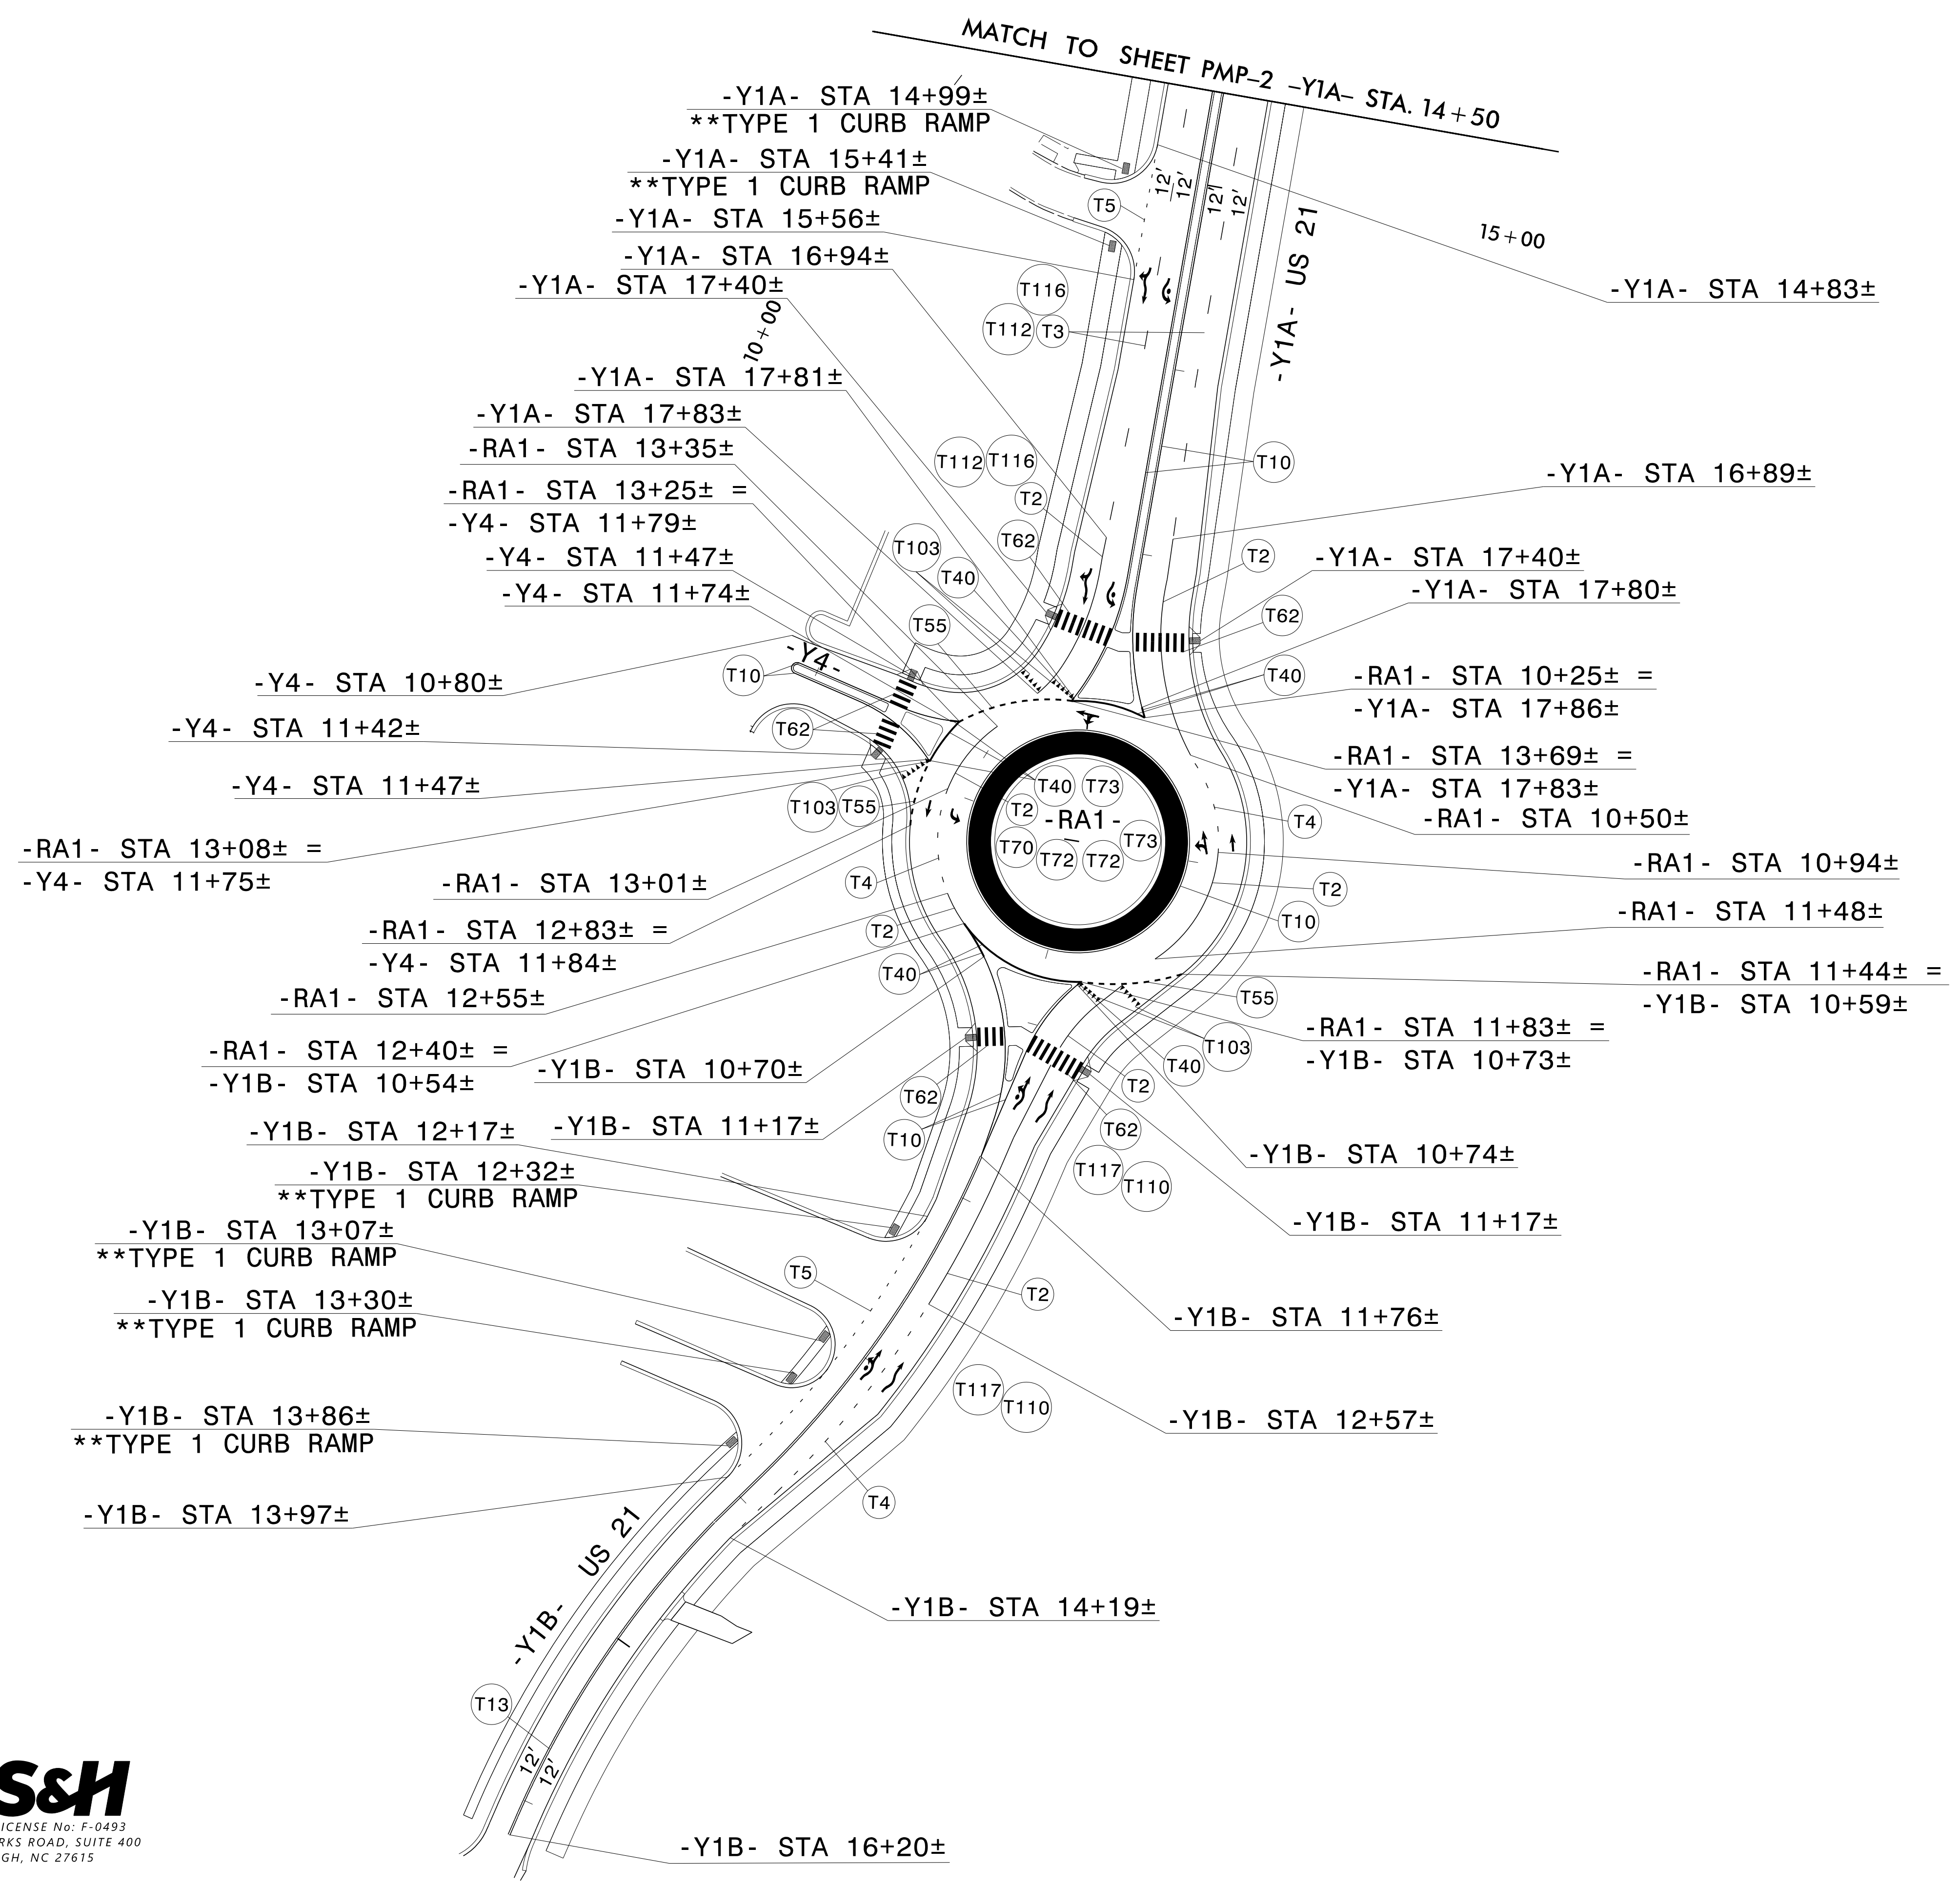 MATCH TO SHEET PMP-2 -Y1A- STA. 14+50
-Y1A- STA 14+99±
**TYPE 1 CURB RAMP
-Y1A- STA 15+41±
**TYPE 1 CURB RAMP
-Y1A- STA 15+56±
-Y1A- STA 16+94±
-Y1A- STA 17+40±
10+00
-Y1A- STA 17+81±
-Y1A- STA 17+83±
-RA1- STA 13+35±
-RA1- STA 13+25± =
-Y4- STA 11+79±
-Y4- STA 11+47±
-Y4- STA 11+74±
-Y4- STA 10+80±
-Y4- STA 11+42±
-Y4- STA 11+47±
-RA1- STA 13+08± =
-Y4- STA 11+75±
-RA1- STA 13+01±
-RA1- STA 12+83± =
-Y4- STA 11+84±
-RA1- STA 12+55±
-RA1- STA 12+40± =
-Y1B- STA 10+54±
-Y1B- STA 10+70±
-Y1B- STA 11+17±
-Y1B- STA 12+17±
-Y1B- STA 12+32±
**TYPE 1 CURB RAMP
-Y1B- STA 13+07±
**TYPE 1 CURB RAMP
-Y1B- STA 13+30±
**TYPE 1 CURB RAMP
-Y1B- STA 13+86±
**TYPE 1 CURB RAMP
-Y1B- STA 13+97±
T5
12'
12'
12'
12'
-Y1A- US 21
15+00
-Y1A- STA 14+83±
T116
T112
T3
T112
T116
T2
T62
T10
-Y1A- STA 16+89±
T2
-Y1A- STA 17+40±
-Y1A- STA 17+80±
T62
T40
-RA1- STA 10+25± =
-Y1A- STA 17+86±
-RA1- STA 13+69± =
-Y1A- STA 17+83±
-RA1- STA 10+50±
T4
-RA1- STA 10+94±
T2
-RA1- STA 11+48±
T10
-RA1- STA 11+44± =
-Y1B- STA 10+59±
T55
-RA1- STA 11+83± =
-Y1B- STA 10+73±
T103
T40
T2
T62
-Y1B- STA 10+74±
T117
T110
-Y1B- STA 11+17±
T2
-Y1B- STA 11+76±
T117
T110
-Y1B- STA 12+57±
T4
-Y1B- STA 14+19±
-Y1B- STA 16+20±
T103
T40
T55
-Y4-
T10
T62
T103
T55
T40
T73
T2
-RA1-
T70
T72
T72
T73
T4
T2
T40
T62
T10
T5
-Y1B- US 21
T13
12'
12'
S&H
ICENSE No: F-0493
RKS ROAD, SUITE 400
GH, NC 27615